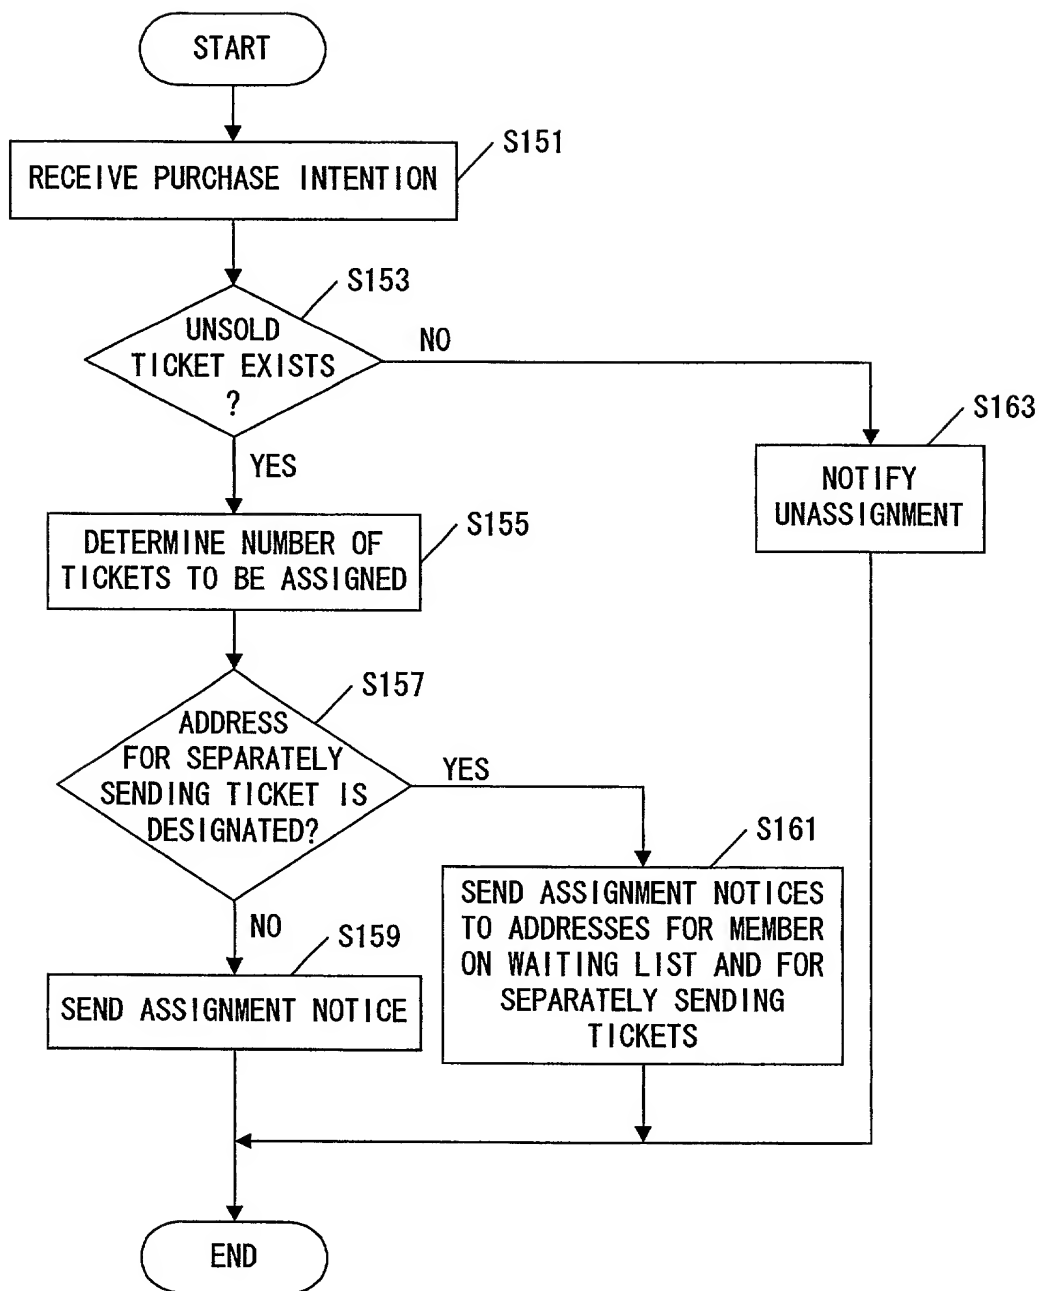 START
S151
RECEIVE PURCHASE INTENTION
S153
UNSOLD
TICKET EXISTS
?
NO
YES
S163
NOTIFY
UNASSIGNMENT
S155
DETERMINE NUMBER OF
TICKETS TO BE ASSIGNED
S157
ADDRESS
FOR SEPARATELY
SENDING TICKET IS
DESIGNATED?
YES
NO
S161
SEND ASSIGNMENT NOTICES
TO ADDRESSES FOR MEMBER
ON WAITING LIST AND FOR
SEPARATELY SENDING
TICKETS
S159
SEND ASSIGNMENT NOTICE
END